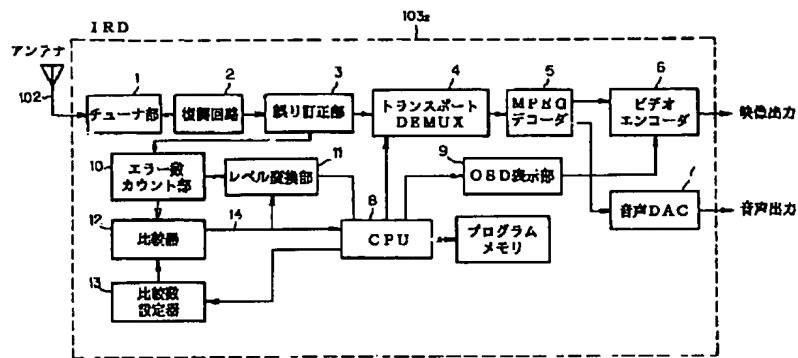 103₂
IRD
アンテナ
102
1
チューナ部
2
復調回路
3
誤り訂正部
4
トランスポート
DEMUX
5
MPEG
デコーダ
6
ビデオ
エンコーダ
映像出力
10
エラー数
カウント部
11
レベル変換部
9
OSD表示部
7
音声DAC
音声出力
12
比較器
14
8
CPU
プログラム
メモリ
13
比較数
設定器